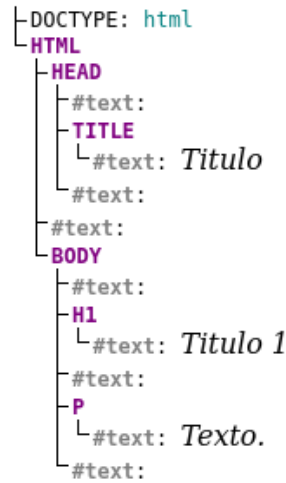 DOCTYPE: html
HTML
HEAD
#text:
TITLE
#text: Titulo
#text:
#text:
BODY
#text:
H1
#text: Titulo 1
#text:
P
#text: Texto.
#text: